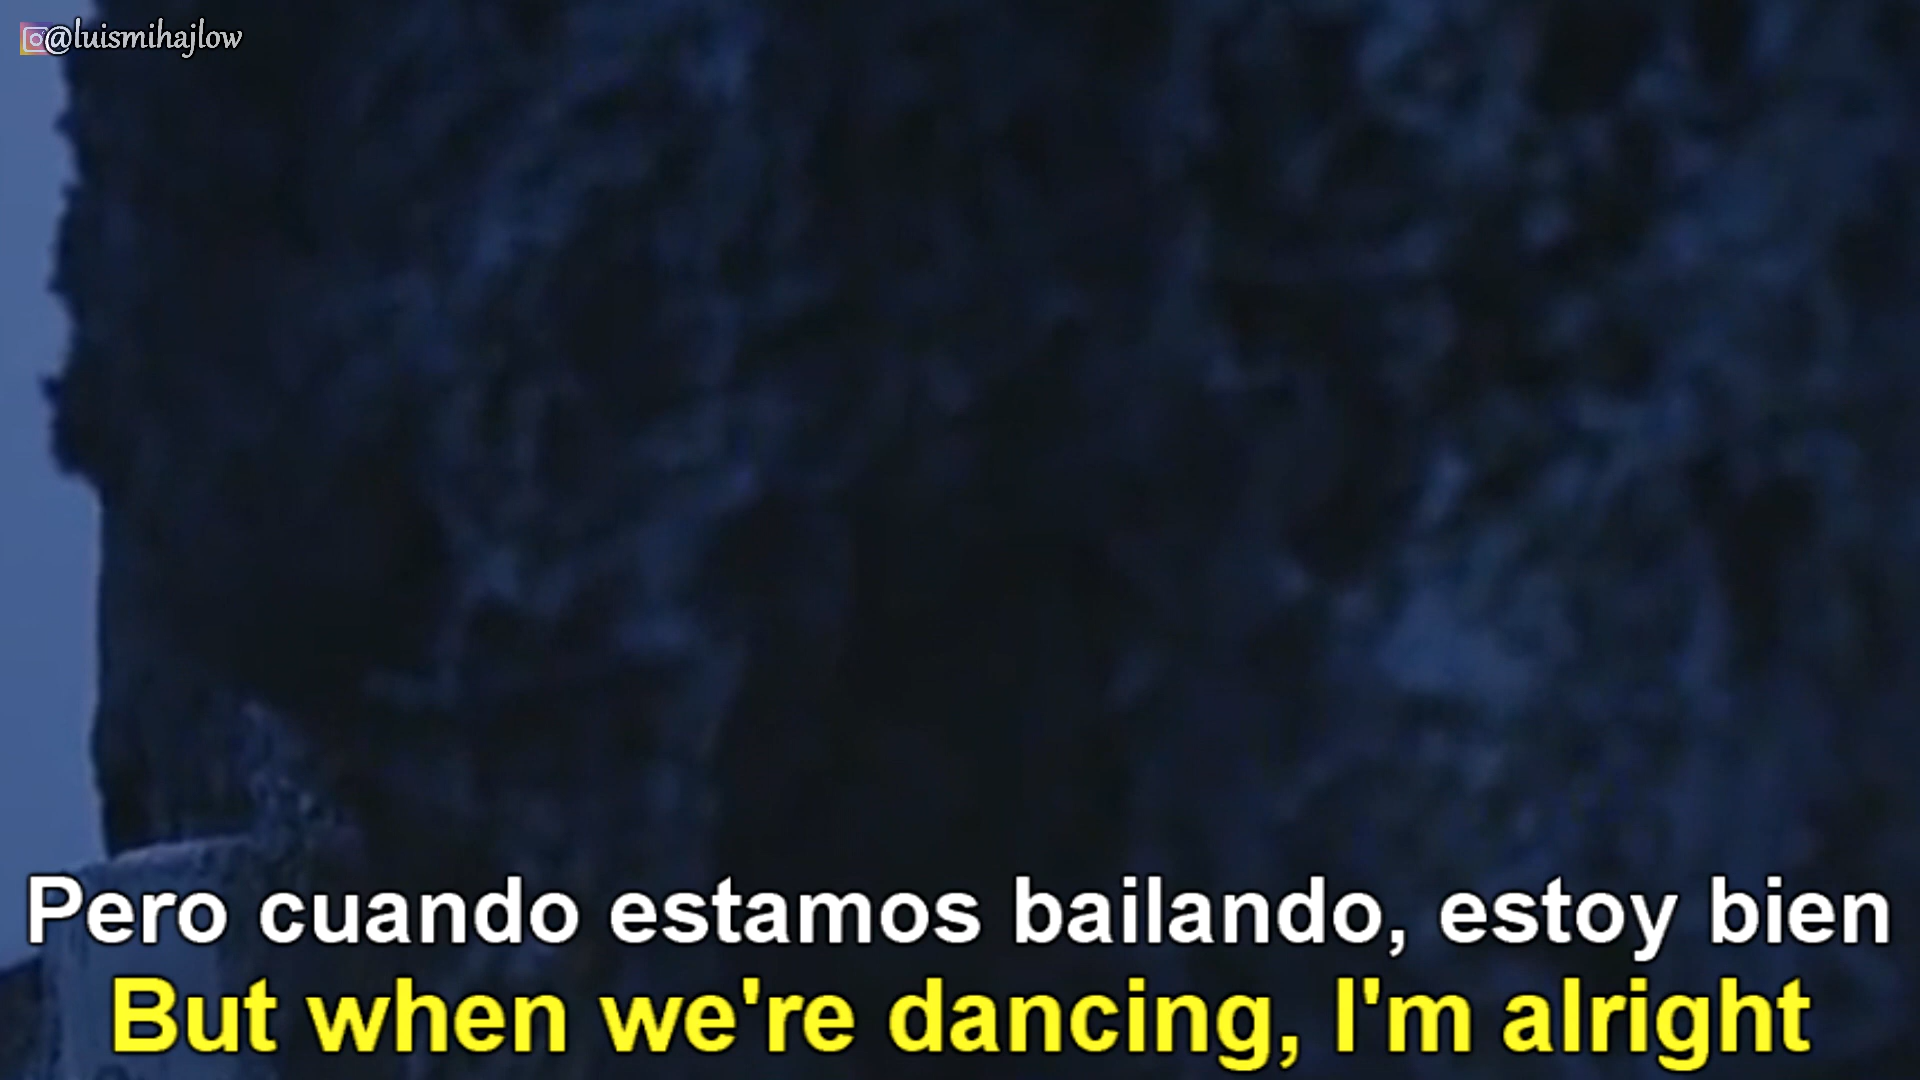 @luismihajlow
Pero cuando estamos bailando, estoy bien
But when we're dancing, I'm alright